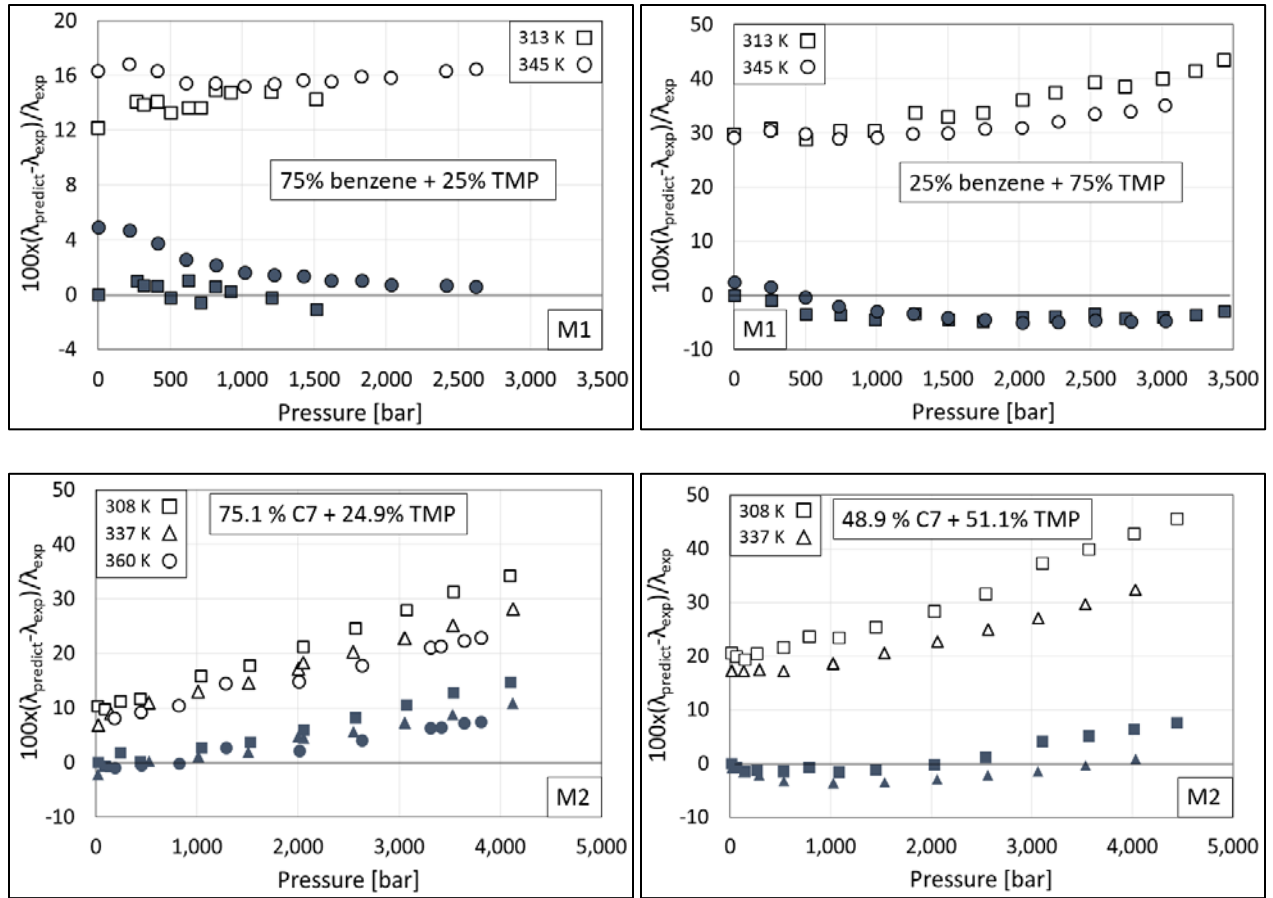 20
16
12
8
4
0
-4
100x(λpredict-λexp)/λexp
313 K
345 K
75% benzene + 25% TMP
M1
0 500 1,000 1,500 2,000 2,500 3,000 3,500
Pressure [bar]
50
40
30
20
10
0
-10
100x(λpredict-λexp)/λexp
313 K
345 K
25% benzene + 75% TMP
M1
0 500 1,000 1,500 2,000 2,500 3,000 3,500
Pressure [bar]
50
40
30
20
10
0
-10
100x(λpredict-λexp)/λexp
308 K
337 K
360 K
75.1 % C7 + 24.9% TMP
M2
0 1,000 2,000 3,000 4,000 5,000
Pressure [bar]
50
40
30
20
10
0
-10
100x(λpredict-λexp)/λexp
308 K
337 K
48.9 % C7 + 51.1% TMP
M2
0 1,000 2,000 3,000 4,000 5,000
Pressure [bar]